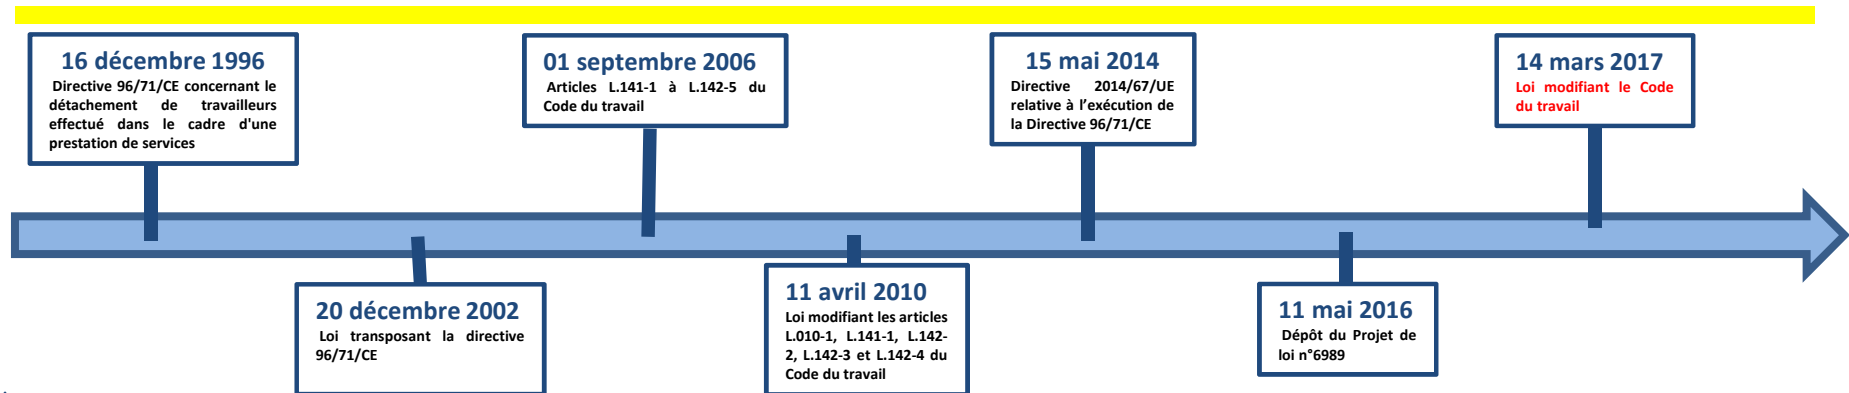 16 décembre 1996
Directive 96/71/CE concernant le
détachement de travailleurs
effectué dans le cadre d'une
prestation de services
01 septembre 2006
Articles L.141-1 à L.142-5 du
Code du travail
15 mai 2014
Directive 2014/67/UE
relative à l'exécution de
la Directive 96/71/CE
14 mars 2017
Loi modifiant le Code
du travail
20 décembre 2002
Loi transposant la directive
96/71/CE
11 avril 2010
Loi modifiant les articles
L.010-1, L.141-1, L.142-
2, L.142-3 et L.142-4 du
Code du travail
11 mai 2016
Dépôt du Projet de
loi n°6989